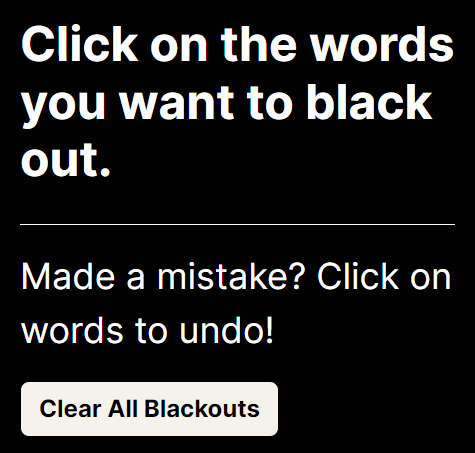 Click on the words
you want to black
out.
Made a mistake? Click on
words to undo!
Clear All Blackouts